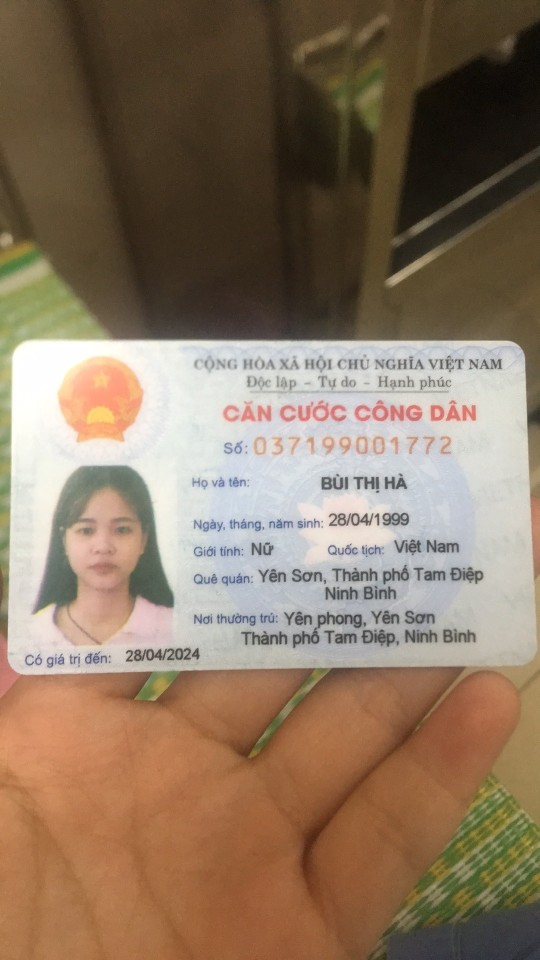 CỘNG HÒA XÃ HỘI CHỦ NGHĨA VIỆT NAM
Độc lập - Tự do - Hạnh phúc
CĂN CƯỚC CÔNG DÂN
Số: 037199001772
Họ và tên: BÙI THỊ HÀ
Ngày, tháng, năm sinh: 28/04/1999
Giới tính: Nữ Quốc tịch: Việt Nam
Quê quán: Yên Sơn, Thành phố Tam Điệp
Ninh Bình
Nơi thường trú: Yên phong, Yên Sơn
Thành phố Tam Điệp, Ninh Bình
Có giá trị đến: 28/04/2024